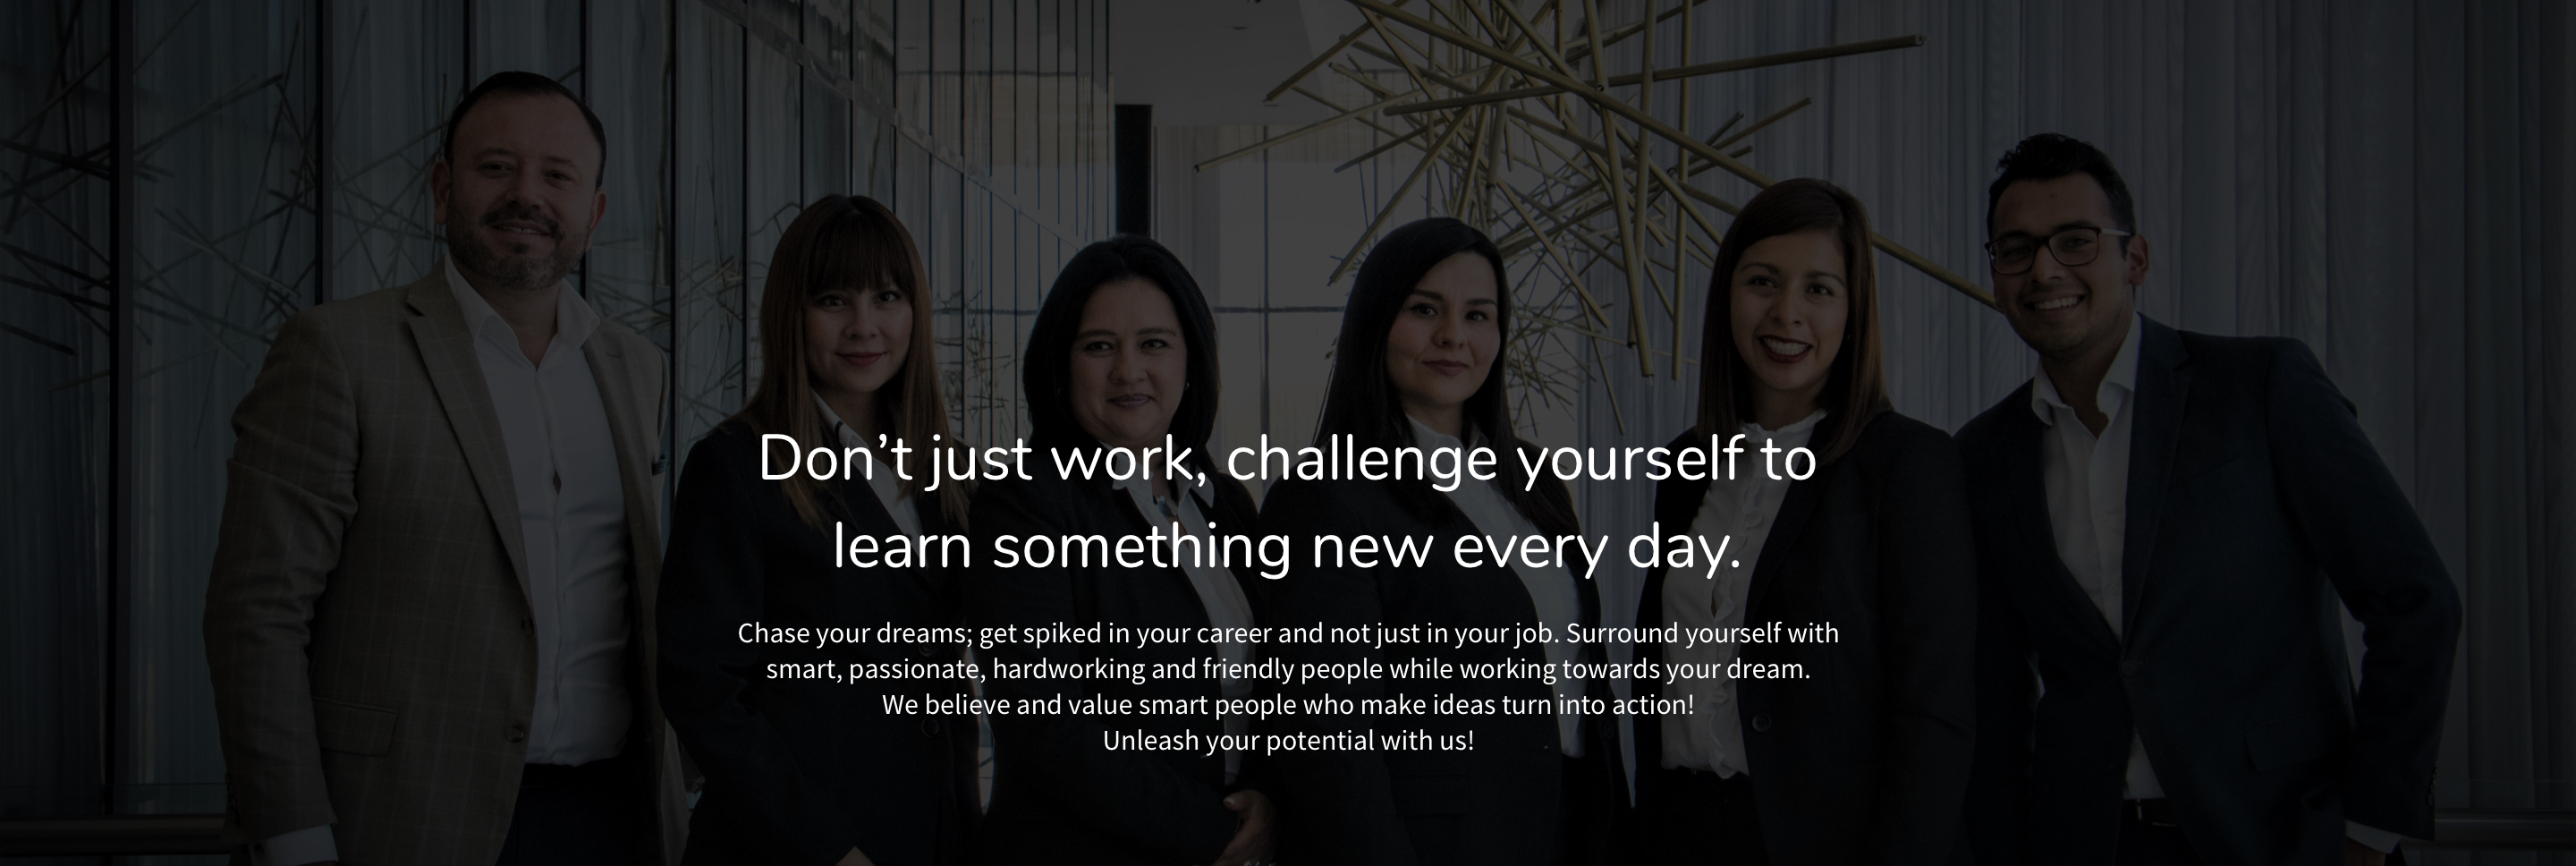 Don’t just work, challenge yourself to
learn something new every day.
Chase your dreams; get spiked in your career and not just in your job. Surround yourself with
smart, passionate, hardworking and friendly people while working towards your dream.
We believe and value smart people who make ideas turn into action!
Unleash your potential with us!